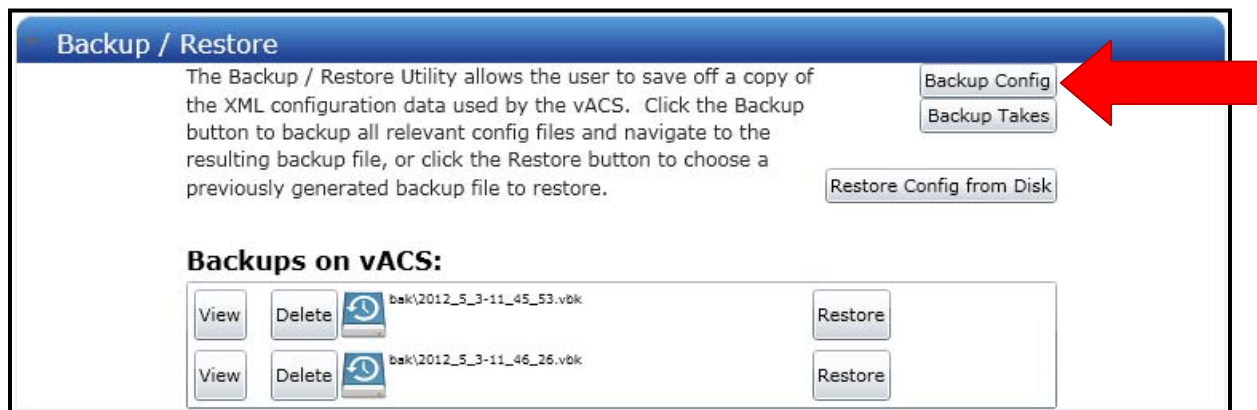 Backup / Restore
The Backup / Restore Utility allows the user to save off a copy of
the XML configuration data used by the vACS. Click the Backup
button to backup all relevant config files and navigate to the
resulting backup file, or click the Restore button to choose a
previously generated backup file to restore.
Backup Config
Backup Takes
Restore Config from Disk
Backups on vACS:
View Delete bak\2012_5_3-11_45_53.vbk Restore
View Delete bak\2012_5_3-11_46_26.vbk Restore